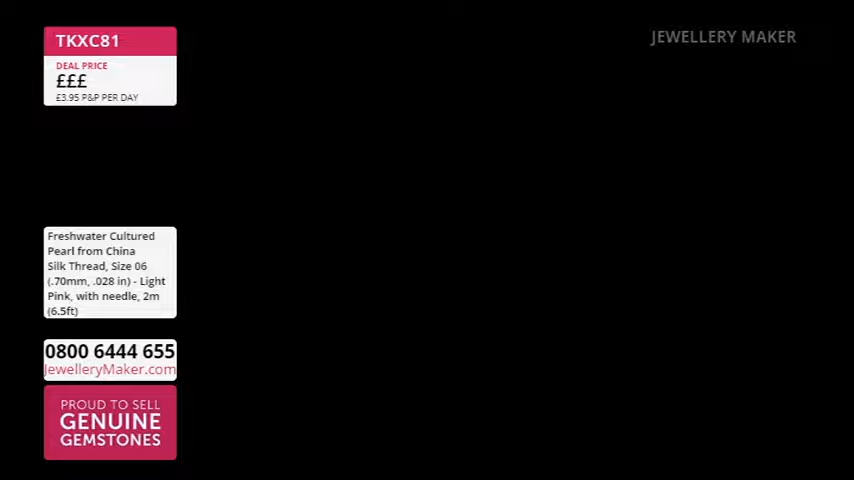 TKXC81
DEAL PRICE
£££
£3.95 P&P PER DAY
JEWELLERY MAKER
Freshwater Cultured
Pearl from China
Silk Thread, Size 06
(.70mm, .028 in) - Light
Pink, with needle, 2m
(6.5ft)
0800 6444 655
JewelleryMaker.com
PROUD TO SELL
GENUINE
GEMSTONES